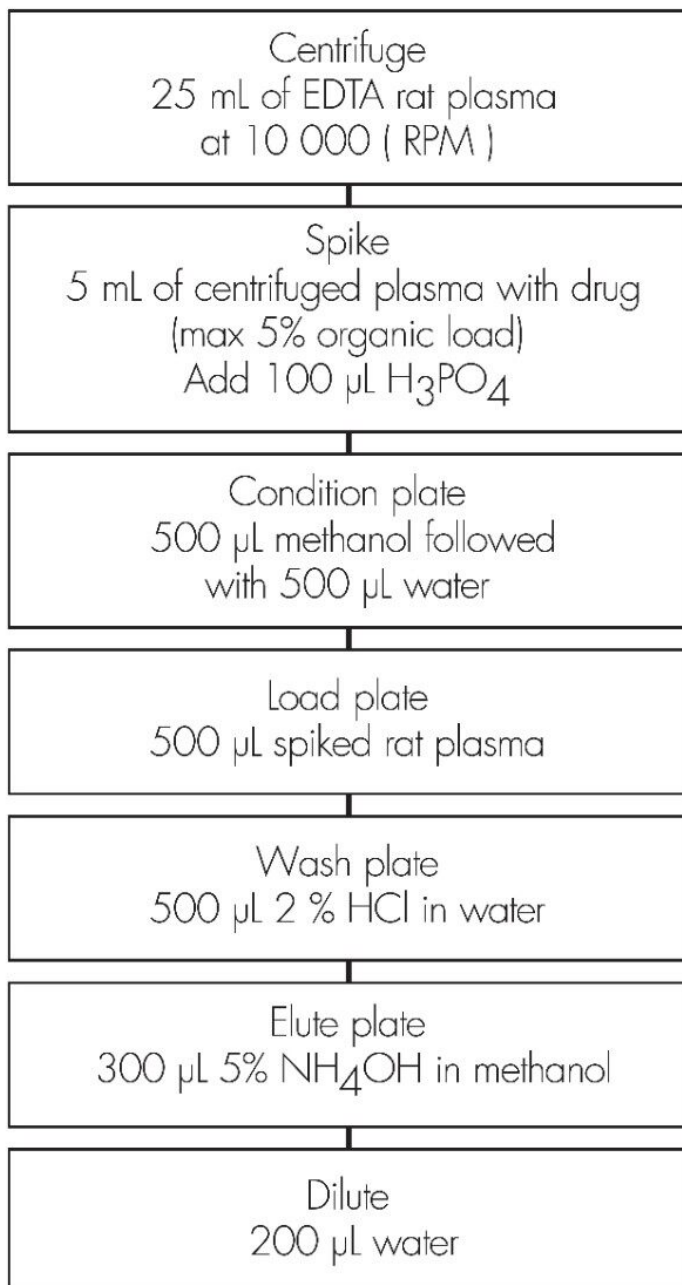 Centrifuge
25 mL of EDTA rat plasma
at 10 000 ( RPM )
Spike
5 mL of centrifuged plasma with drug
(max 5% organic load)
Add 100 µL H₃PO₄
Condition plate
500 µL methanol followed
with 500 µL water
Load plate
500 µL spiked rat plasma
Wash plate
500 µL 2 % HCl in water
Elute plate
300 µL 5% NH₄OH in methanol
Dilute
200 µL water